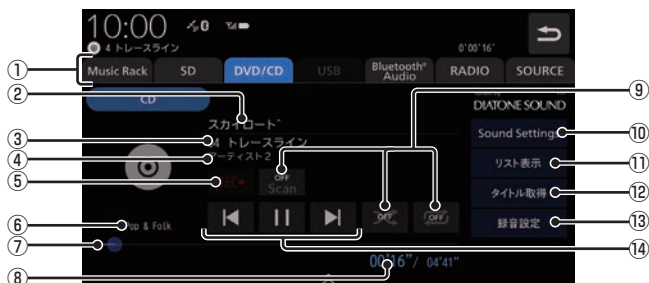 10:00
4 トレースライン
0'00'16"
① Music Rack SD DVD/CD USB Bluetooth® Audio RADIO SOURCE
② CD ⑨
DIATONE SOUND
スカイロード
③ 4 トレースライン Sound Settings ⑩
④ アーティスト2 リスト表示 ⑪
⑤ REC● OFF Scan タイトル取得 ⑫
⑥ Pop & Folk OFF OFF 録音設定 ⑬
⑦ ⑭
⑧ 00'16"/ 04'41"